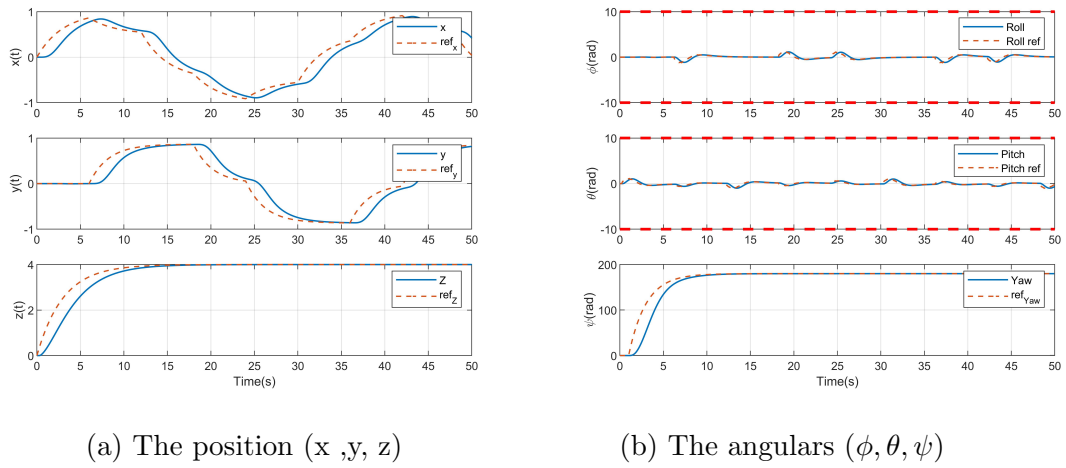 1
0
-1
x(t)
x
ref_x
0 5 10 15 20 25 30 35 40 45 50
1
0
-1
y(t)
y
ref_y
0 5 10 15 20 25 30 35 40 45 50
4
2
0
z(t)
Z
ref_Z
0 5 10 15 20 25 30 35 40 45 50
Time(s)
(a) The position (x ,y, z)
10
0
-10
ϕ(rad)
Roll
Roll ref
0 5 10 15 20 25 30 35 40 45 50
10
0
-10
θ(rad)
Pitch
Pitch ref
0 5 10 15 20 25 30 35 40 45 50
200
100
0
ψ(rad)
Yaw
ref_Yaw
0 5 10 15 20 25 30 35 40 45 50
Time(s)
(b) The angulars (ϕ, θ, ψ)